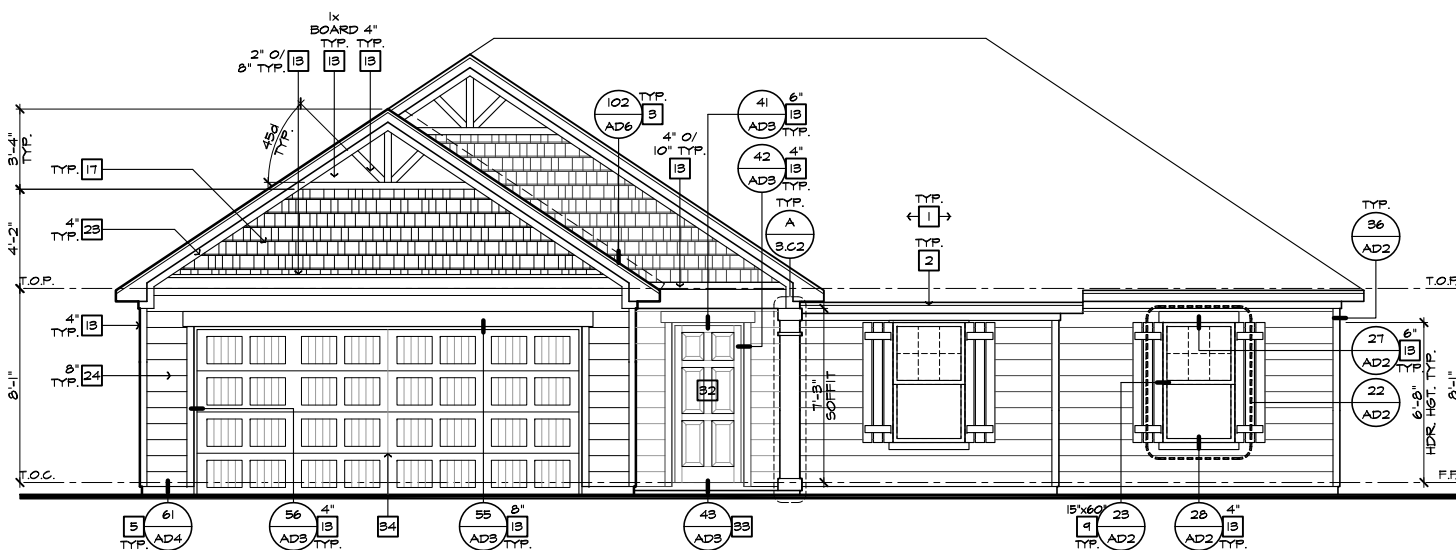 1x
BOARD 4"
TYP. TYP.
2" O/
8" TYP. 13 13 13
45d
TYP.
3'-4"
TYP.
TYP. 17
4'-2"
4"
TYP. 23
T.O.P.
4"
TYP. 13
8"
TYP. 24
8'-1"
T.O.C.
102
AD6
TYP.
3
4" O/
10" TYP.
13
41
AD3
6"
13
TYP.
42
AD3
4"
13
TYP.
TYP.
A
3.C2
TYP.
1
TYP.
2
TYP.
36
AD2
T.O.P.
27
AD2
6"
13
TYP.
22
AD2
6'-8"
HDR. HGT. TYP.
8'-1"
F.F.
32
7'-3"
SOFFIT
5
TYP.
61
AD4
56
AD3
4"
13
TYP.
34
55
AD3
8"
13
TYP.
43
AD3
33
15"x60"
9
TYP.
23
AD2
28
AD2
4"
13
TYP.